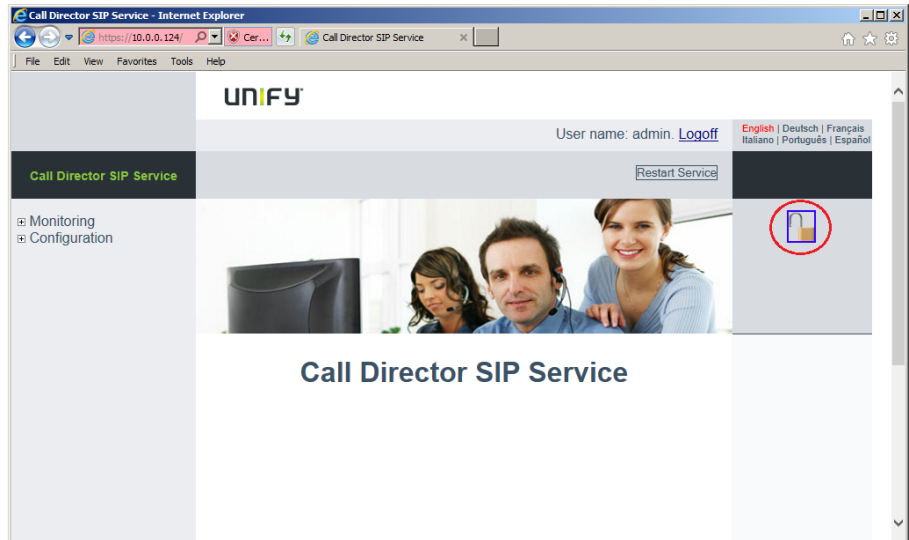 Call Director SIP Service - Internet Explorer
https://10.0.0.124/ Cer... Call Director SIP Service
File Edit View Favorites Tools Help
UNIFY
User name: admin. Logoff
English | Deutsch | Français
Italiano | Português | Español
Call Director SIP Service
Restart Service
Monitoring
Configuration
Call Director SIP Service